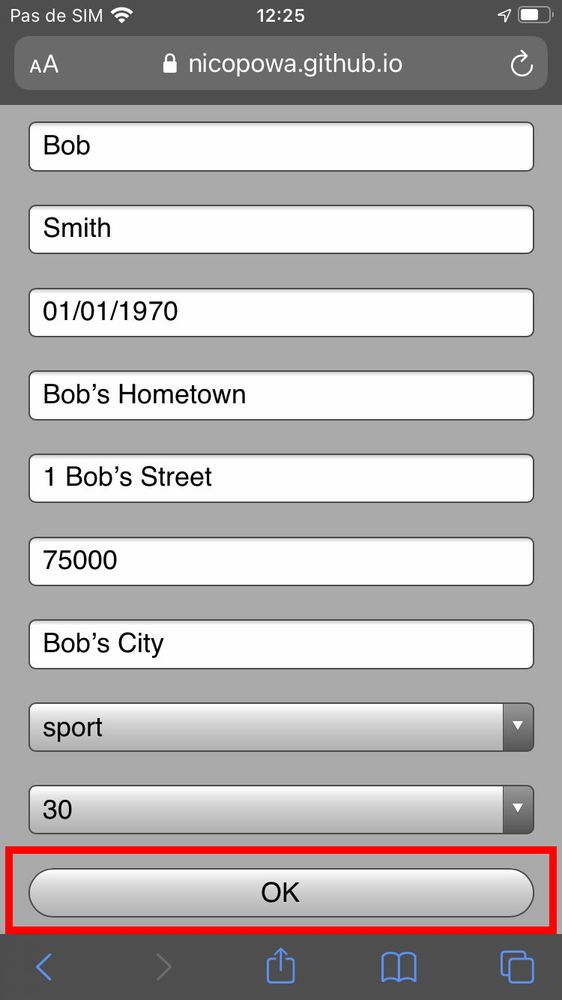 Pas de SIM 12:25
AA nicopowa.github.io
Bob
Smith
01/01/1970
Bob’s Hometown
1 Bob’s Street
75000
Bob’s City
sport
30
OK